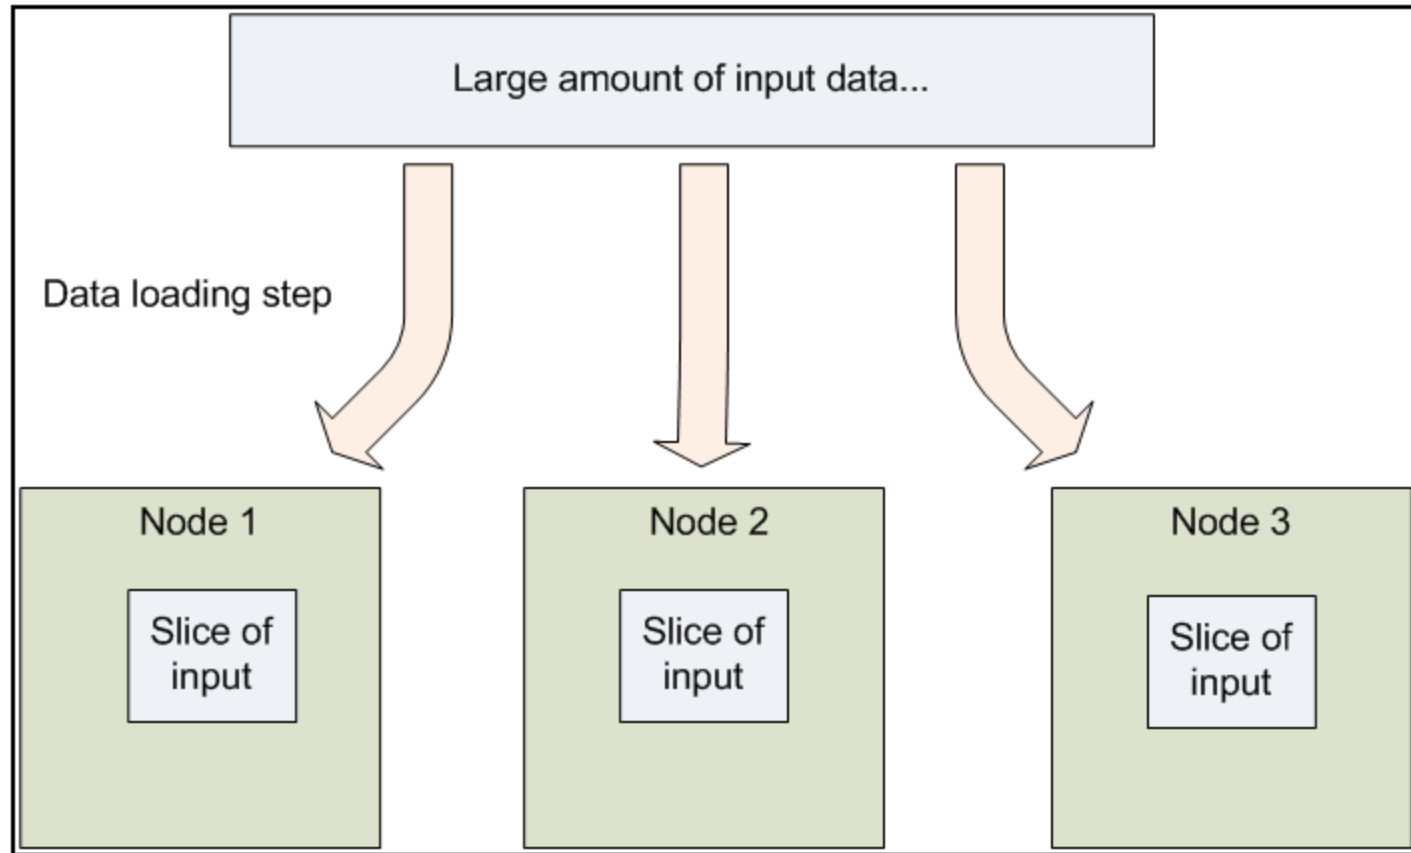 Large amount of input data...
Data loading step
Node 1
Node 2
Node 3
Slice of
input
Slice of
input
Slice of
input